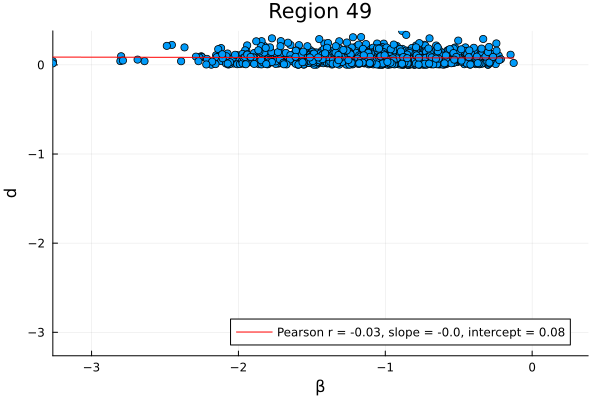 Region 49
0
−1
−2
−3
d
Pearson r = -0.03, slope = -0.0, intercept = 0.08
−3
−2
−1
0
β